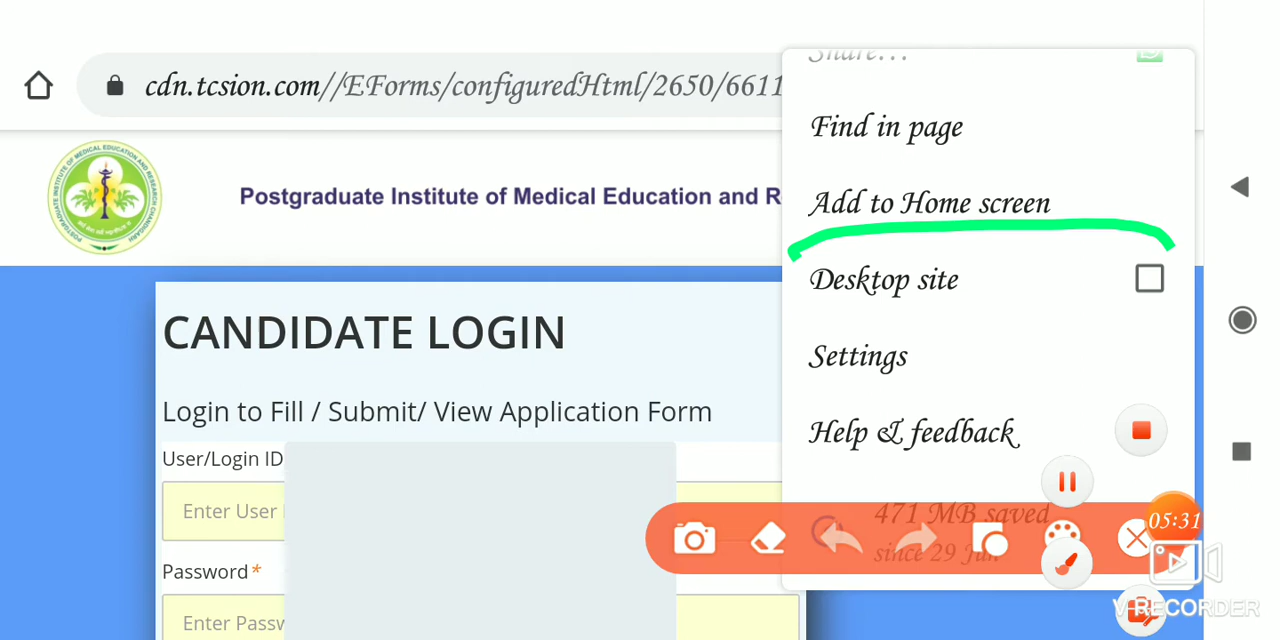 Share...
cdn.tcsion.com//EForms/configuredHtml/2650/6611
Find in page
Postgraduate Institute of Medical Education and R
Add to Home screen
Desktop site
CANDIDATE LOGIN
Settings
Login to Fill / Submit/ View Application Form
Help & feedback
User/Login ID
Enter User
471 MB saved
05:31
since 29 Jun
Password*
V-RECORDER
Enter Passw